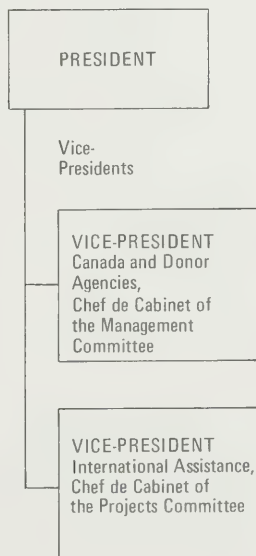 PRESIDENT
Vice-
Presidents
VICE-PRESIDENT
Canada and Donor
Agencies,
Chef de Cabinet of
the Management
Committee
VICE-PRESIDENT
International Assistance,
Chef de Cabinet of
the Projects Committee